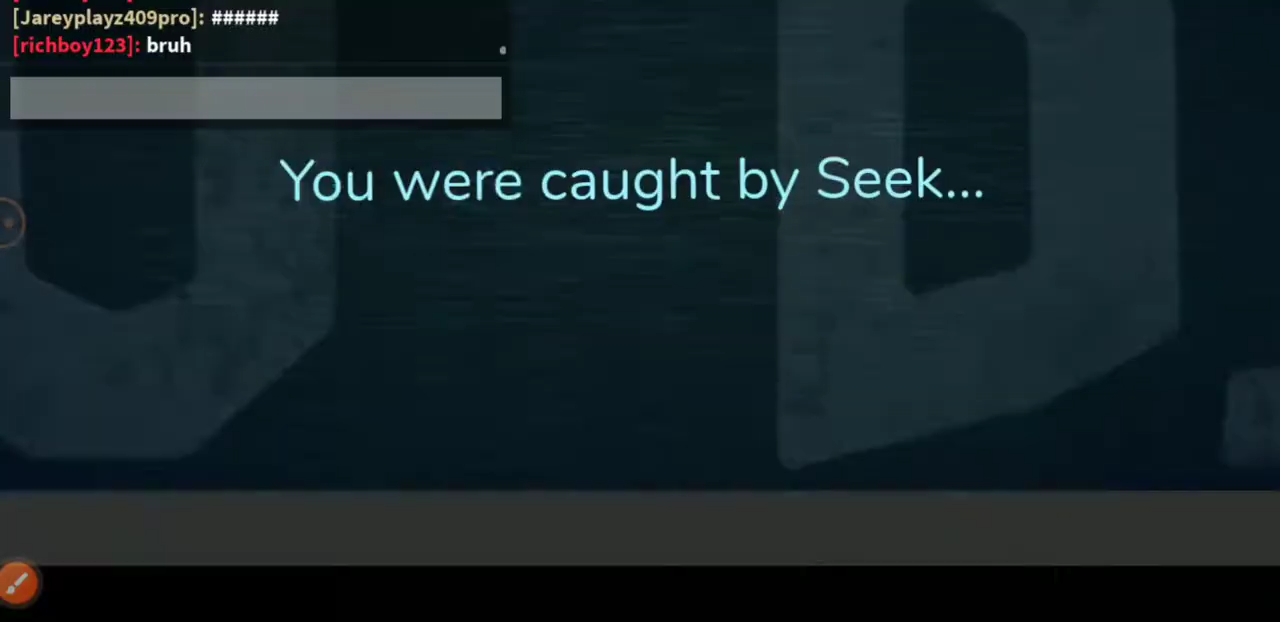 [Jareyplayz409pro]: ######
[richboy123]: bruh
You were caught by Seek...